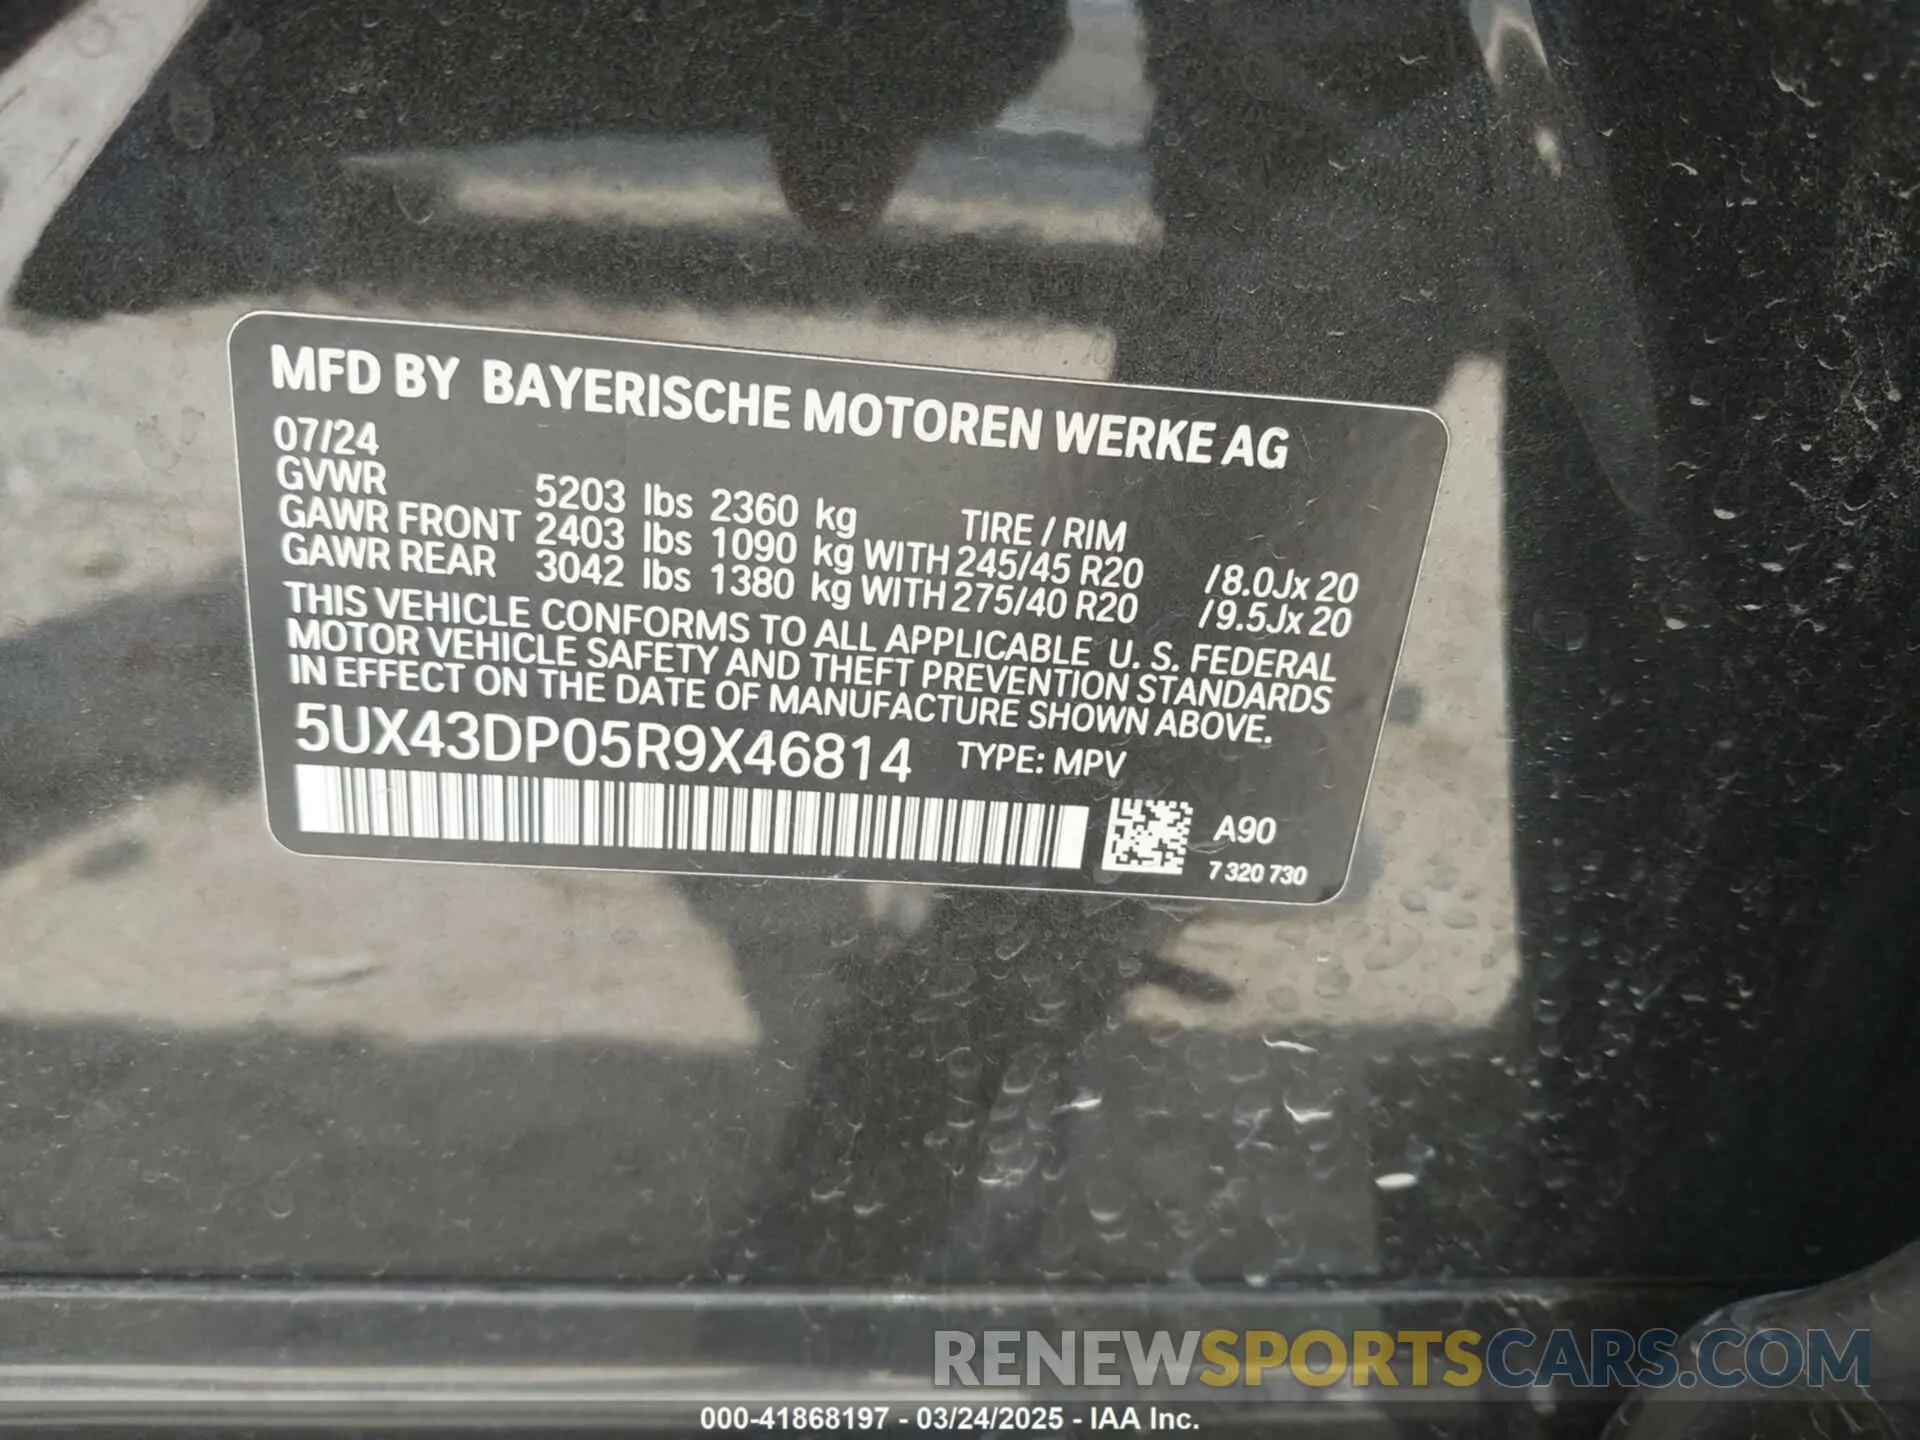 MFD BY BAYERISCHE MOTOREN WERKE AG
07/24
GVWR 5203 lbs 2360 kg TIRE / RIM
GAWR FRONT 2403 lbs 1090 kg WITH 245/45 R20 /8.0Jx 20
GAWR REAR 3042 lbs 1380 kg WITH 275/40 R20 /9.5Jx 20
THIS VEHICLE CONFORMS TO ALL APPLICABLE U. S. FEDERAL
MOTOR VEHICLE SAFETY AND THEFT PREVENTION STANDARDS
IN EFFECT ON THE DATE OF MANUFACTURE SHOWN ABOVE.
5UX43DP05R9X46814 TYPE: MPV
A90
7 320 730
RENEWSPORTSCARS.COM
000-41868197 - 03/24/2025 - IAA Inc.